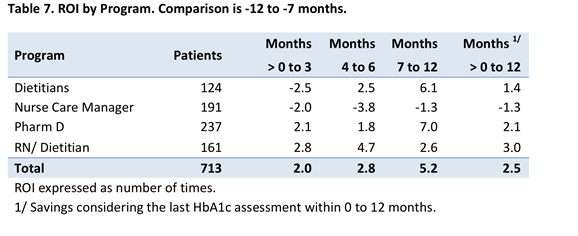 Table 7. ROI by Program. Comparison is -12 to -7 months.
Program Patients Months > 0 to 3 Months 4 to 6 Months 7 to 12 Months 1/ > 0 to 12
Dietitians 124 -2.5 2.5 6.1 1.4
Nurse Care Manager 191 -2.0 -3.8 -1.3 -1.3
Pharm D 237 2.1 1.8 7.0 2.1
RN/ Dietitian 161 2.8 4.7 2.6 3.0
Total 713 2.0 2.8 5.2 2.5
ROI expressed as number of times.
1/ Savings considering the last HbA1c assessment within 0 to 12 months.